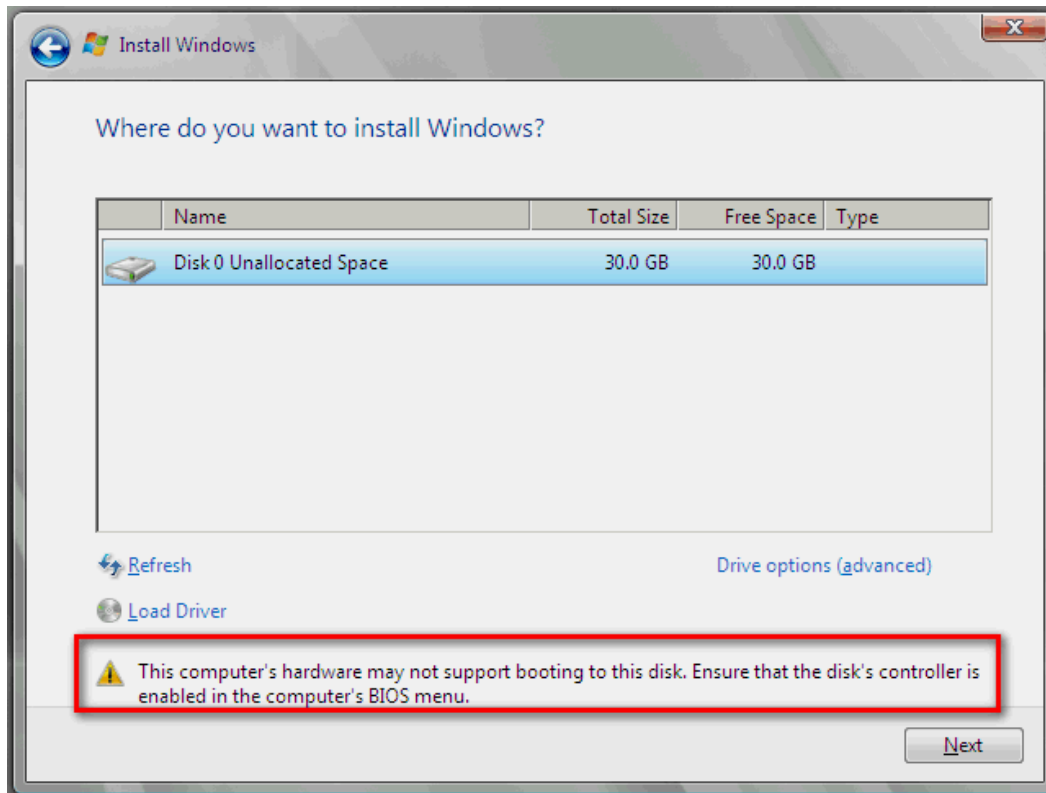 Install Windows
Where do you want to install Windows?
Name Total Size Free Space Type
Disk 0 Unallocated Space 30.0 GB 30.0 GB
Refresh Drive options (advanced)
Load Driver
This computer's hardware may not support booting to this disk. Ensure that the disk's controller is
enabled in the computer's BIOS menu.
Next